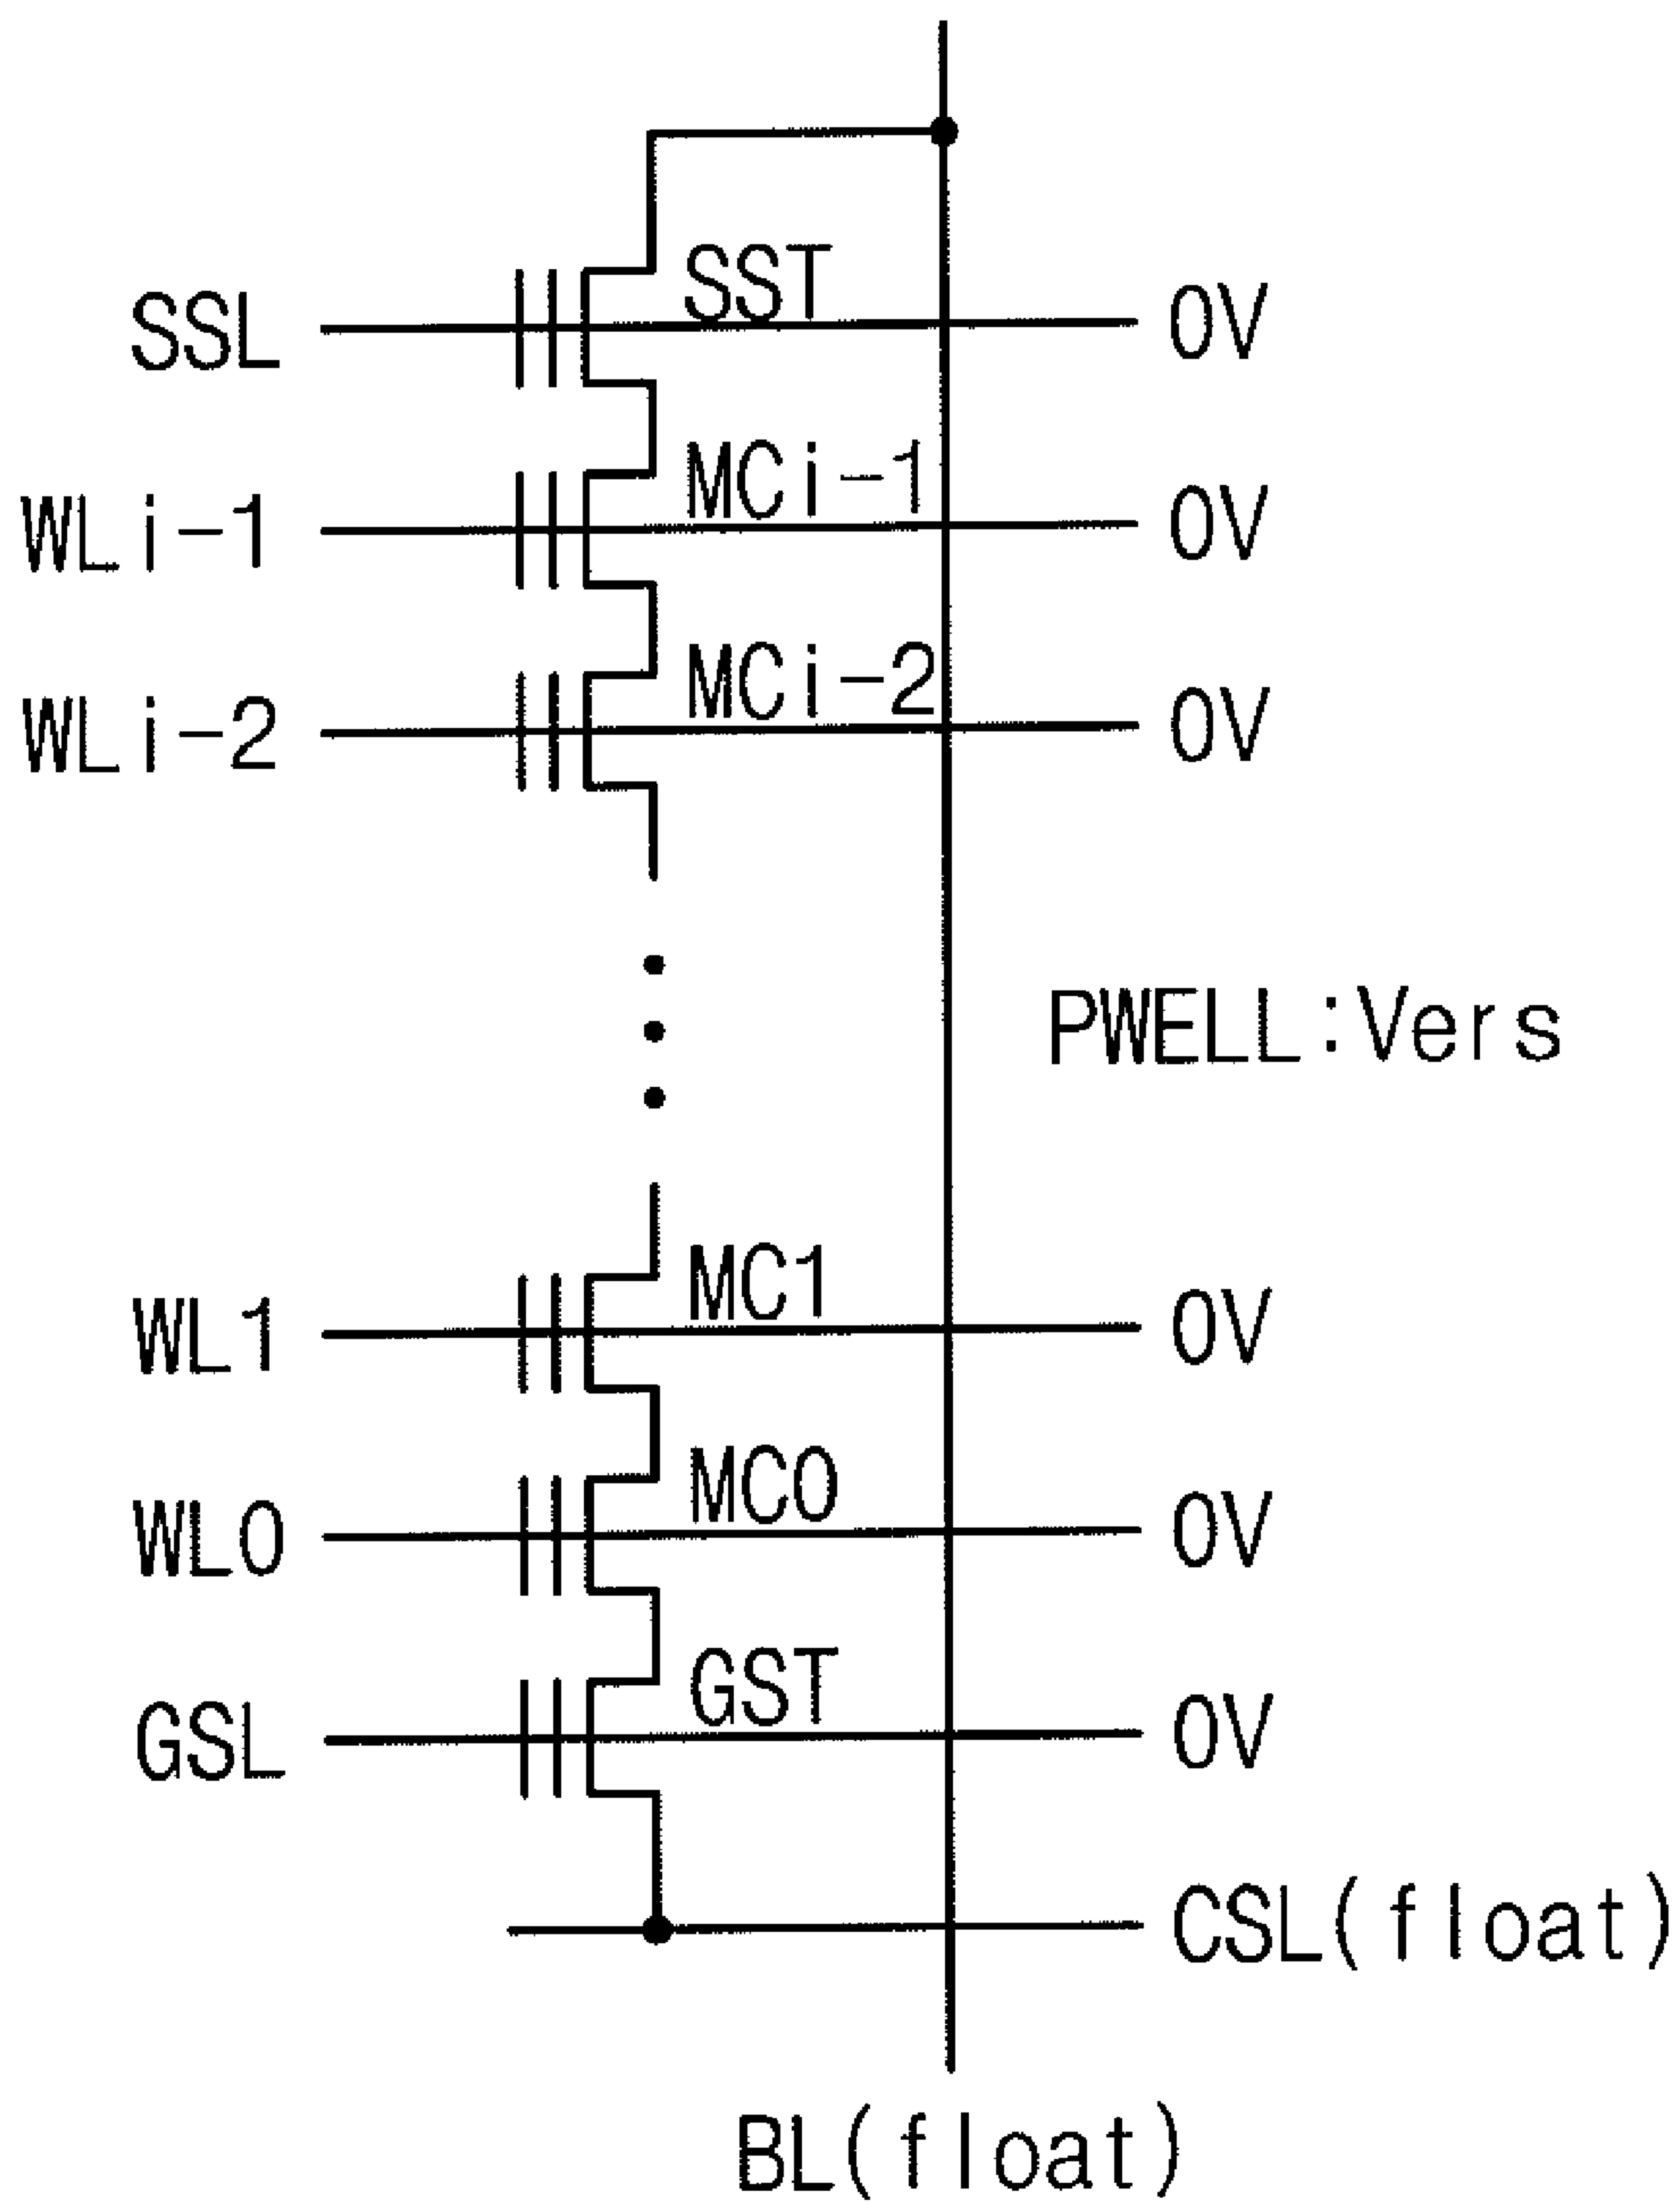 SSL SST 0V
WLi-1 MCi-1 0V
WLi-2 MCi-2 0V
PWELL:Vers
WL1 MC1 0V
WL0 MC0 0V
GSL GST 0V
CSL(float)
BL(float)